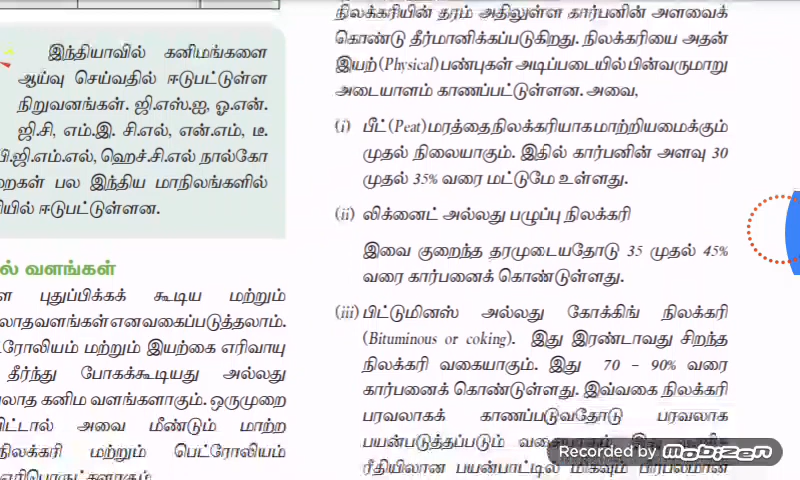 இந்தியாவில் கனிமங்களை
ஆய்வு செய்வதில் ஈடுபட்டுள்ள
நிறுவனங்கள். ஜி.எஸ்.ஐ, ஓ.என்.
ஜி.சி, எம்.இ. சி.எல், என்.எம், டீ.
பி.ஜி.எம்.எல், ஹெச்.சி.எல் நால்கோ
பல இந்திய மாநிலங்களில்
ஈடுபட்டுள்ளன.
வளங்கள்
புதுப்பிக்கக் கூடிய மற்றும்
வகைப்படுத்தலாம்.
மற்றும் இயற்கை எரிவாயு
தீர்ந்து போகக்கூடியது அல்லது
கனிம வளங்களாகும். ஒருமுறை
அவை மீண்டும் மாற்ற
மற்றும் பெட்ரோலியம்
நிலக்கரியின் தரம் அதிலுள்ள கார்பனின் அளவைக்
கொண்டு தீர்மானிக்கப்படுகிறது. நிலக்கரியை அதன்
இயற் (Physical) பண்புகள் அடிப்படையில் பின்வருமாறு
அடையாளம் காணப்பட்டுள்ளன. அவை,
(i) பீட் (Peat) மரத்தை நிலக்கரியாக மாற்றியமைக்கும்
முதல் நிலையாகும். இதில் கார்பனின் அளவு 30
முதல் 35% வரை மட்டுமே உள்ளது.
(ii) லிக்னைட் அல்லது பழுப்பு நிலக்கரி
இவை குறைந்த தரமுடையதோடு 35 முதல் 45%
வரை கார்பனைக் கொண்டுள்ளது.
(iii) பிட்டுமினஸ் அல்லது கோக்கிங் நிலக்கரி
(Bituminous or coking). இது இரண்டாவது சிறந்த
நிலக்கரி வகையாகும். இது 70 – 90% வரை
கார்பனைக் கொண்டுள்ளது. இவ்வகை நிலக்கரி
பரவலாகக் காணப்படுவதோடு பரவலாக
பயன்படுத்தப்படும்
ரீதியிலான பயன்பாட்டில் மிகவும் பிரபலமான
Recorded by mobizen